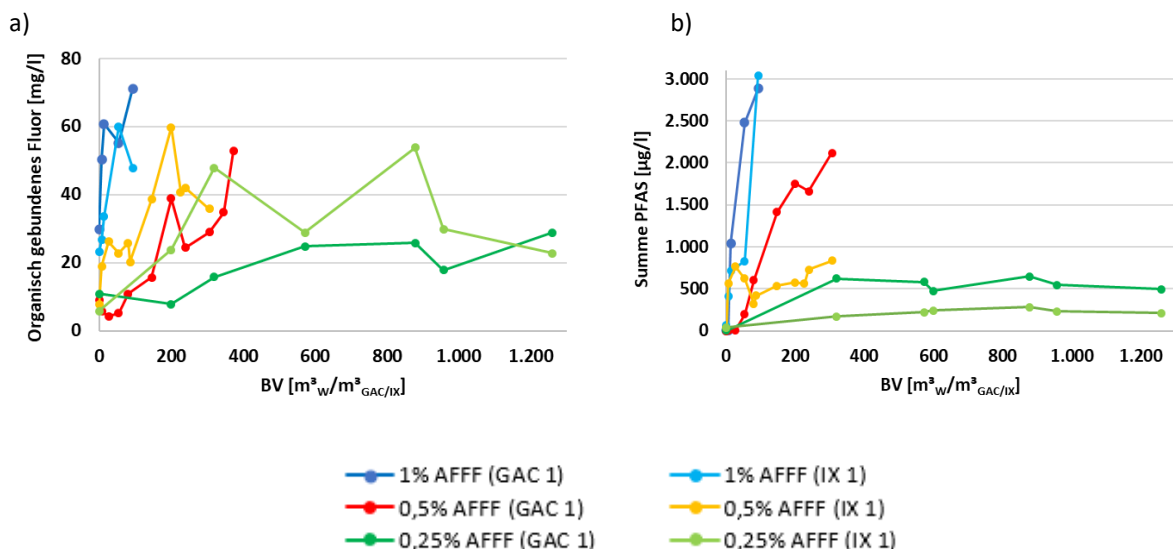 a)
Organisch gebundenes Fluor [mg/l]
80
60
40
20
0
0 200 400 600 800 1.000 1.200
BV [m³W/m³GAC/IX]
b)
Summe PFAS [µg/l]
3.000
2.500
2.000
1.500
1.000
500
0
0 200 400 600 800 1.000 1.200
BV [m³W/m³GAC/IX]
1% AFFF (GAC 1)
1% AFFF (IX 1)
0,5% AFFF (GAC 1)
0,5% AFFF (IX 1)
0,25% AFFF (GAC 1)
0,25% AFFF (IX 1)